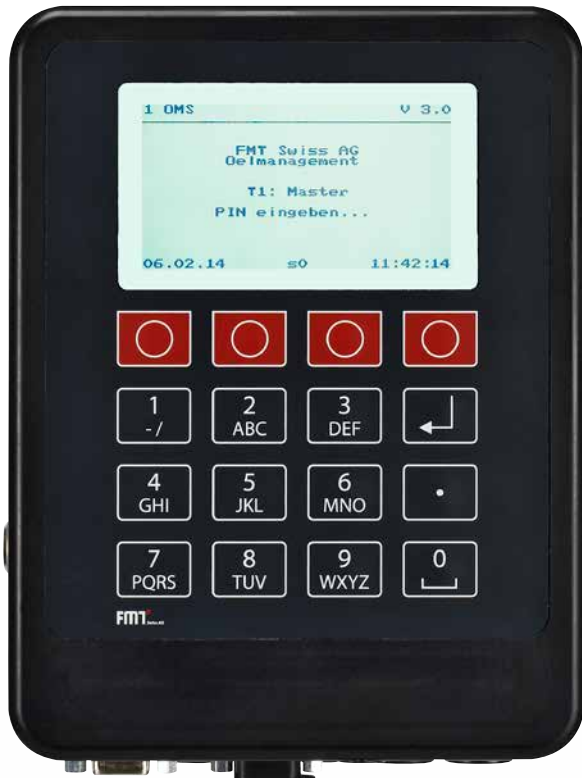 1 OMS V 3.0
FMT Swiss AG
Oelmanagement
T1: Master
PIN eingeben...
06.02.14 s0 11:42:14
1 2 3
-/ ABC DEF
4 5 6 .
GHI JKL MNO
7 8 9 0
PQRS TUV WXYZ
FMT Swiss AG